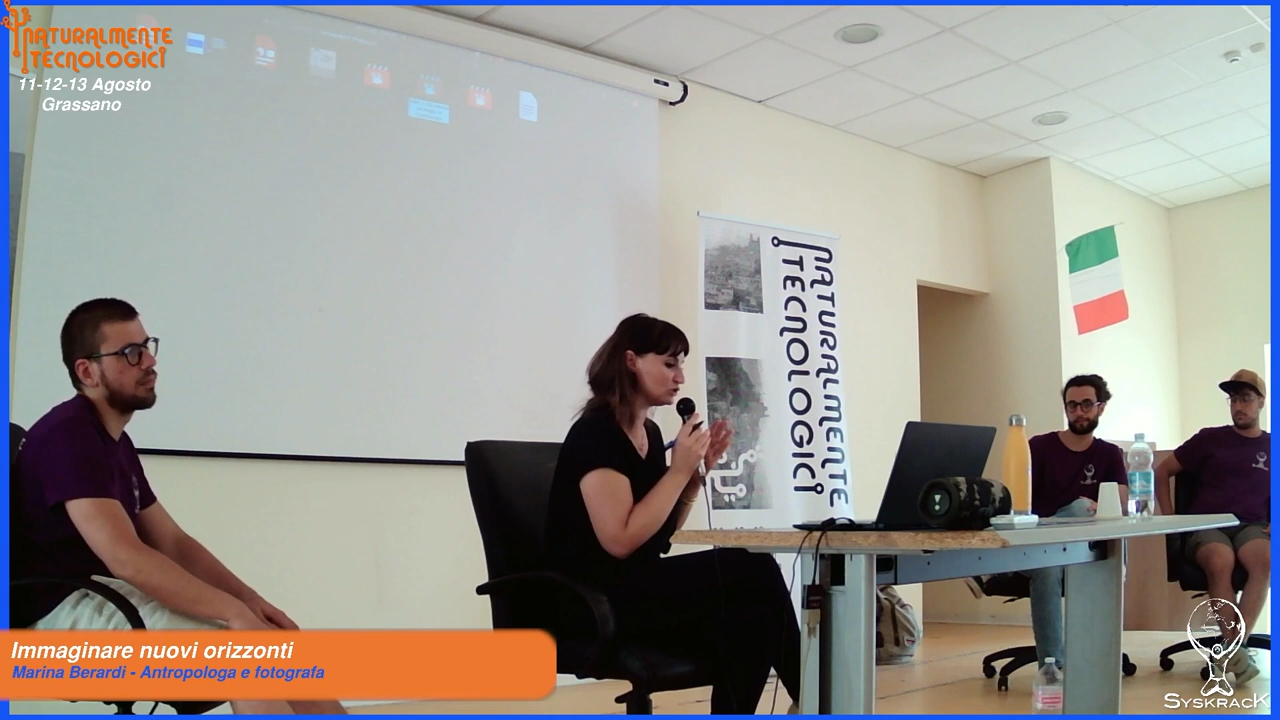 NATURALMENTE
TECNOLOGICI
11-12-13 Agosto
Grassano
NATURALMENTE
TECNOLOGICI
Immaginare nuovi orizzonti
Marina Berardi - Antropologa e fotografa
SYSKRACK